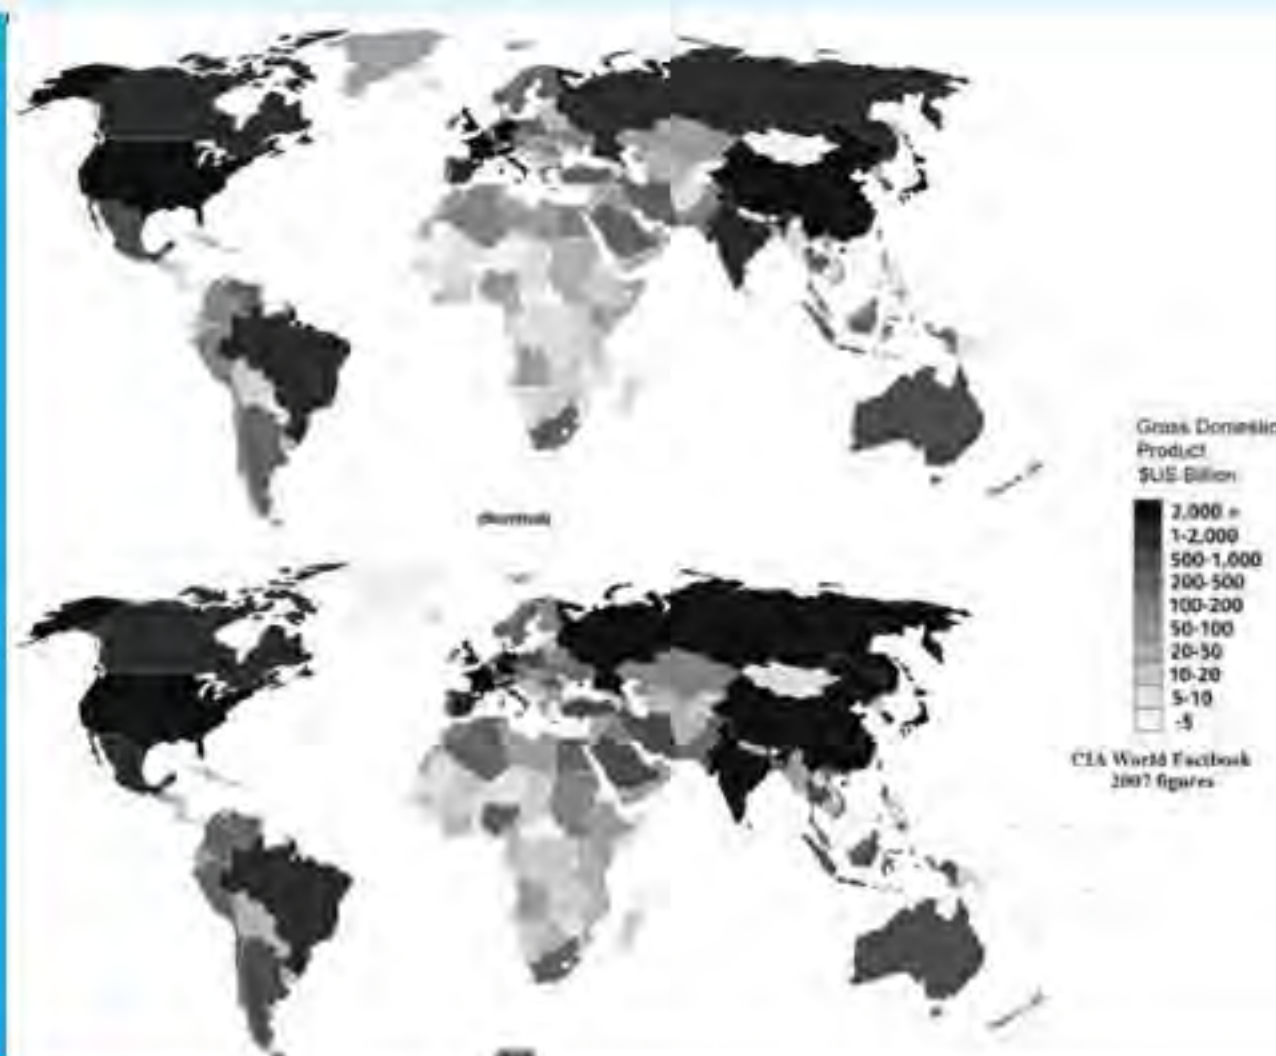 (Nominal)
Gross Domestic
Product
$US Billion
2,000 +
1-2,000
500-1,000
200-500
100-200
50-100
20-50
10-20
5-10
-5
CIA World Factbook
2007 figures